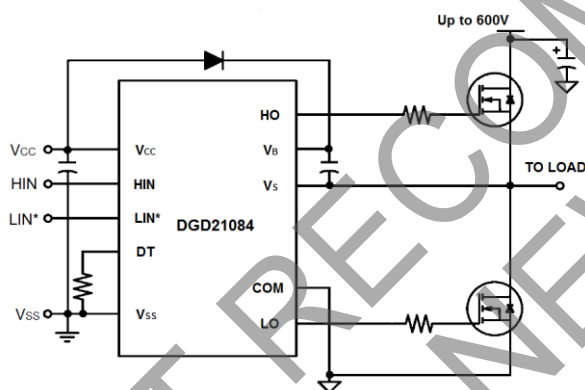 Up to 600V
+
HO
VCC
VCC
VB
HIN
HIN
VS
TO LOAD
LIN*
LIN*
DGD21084
DT
COM
VSS
VSS
LO